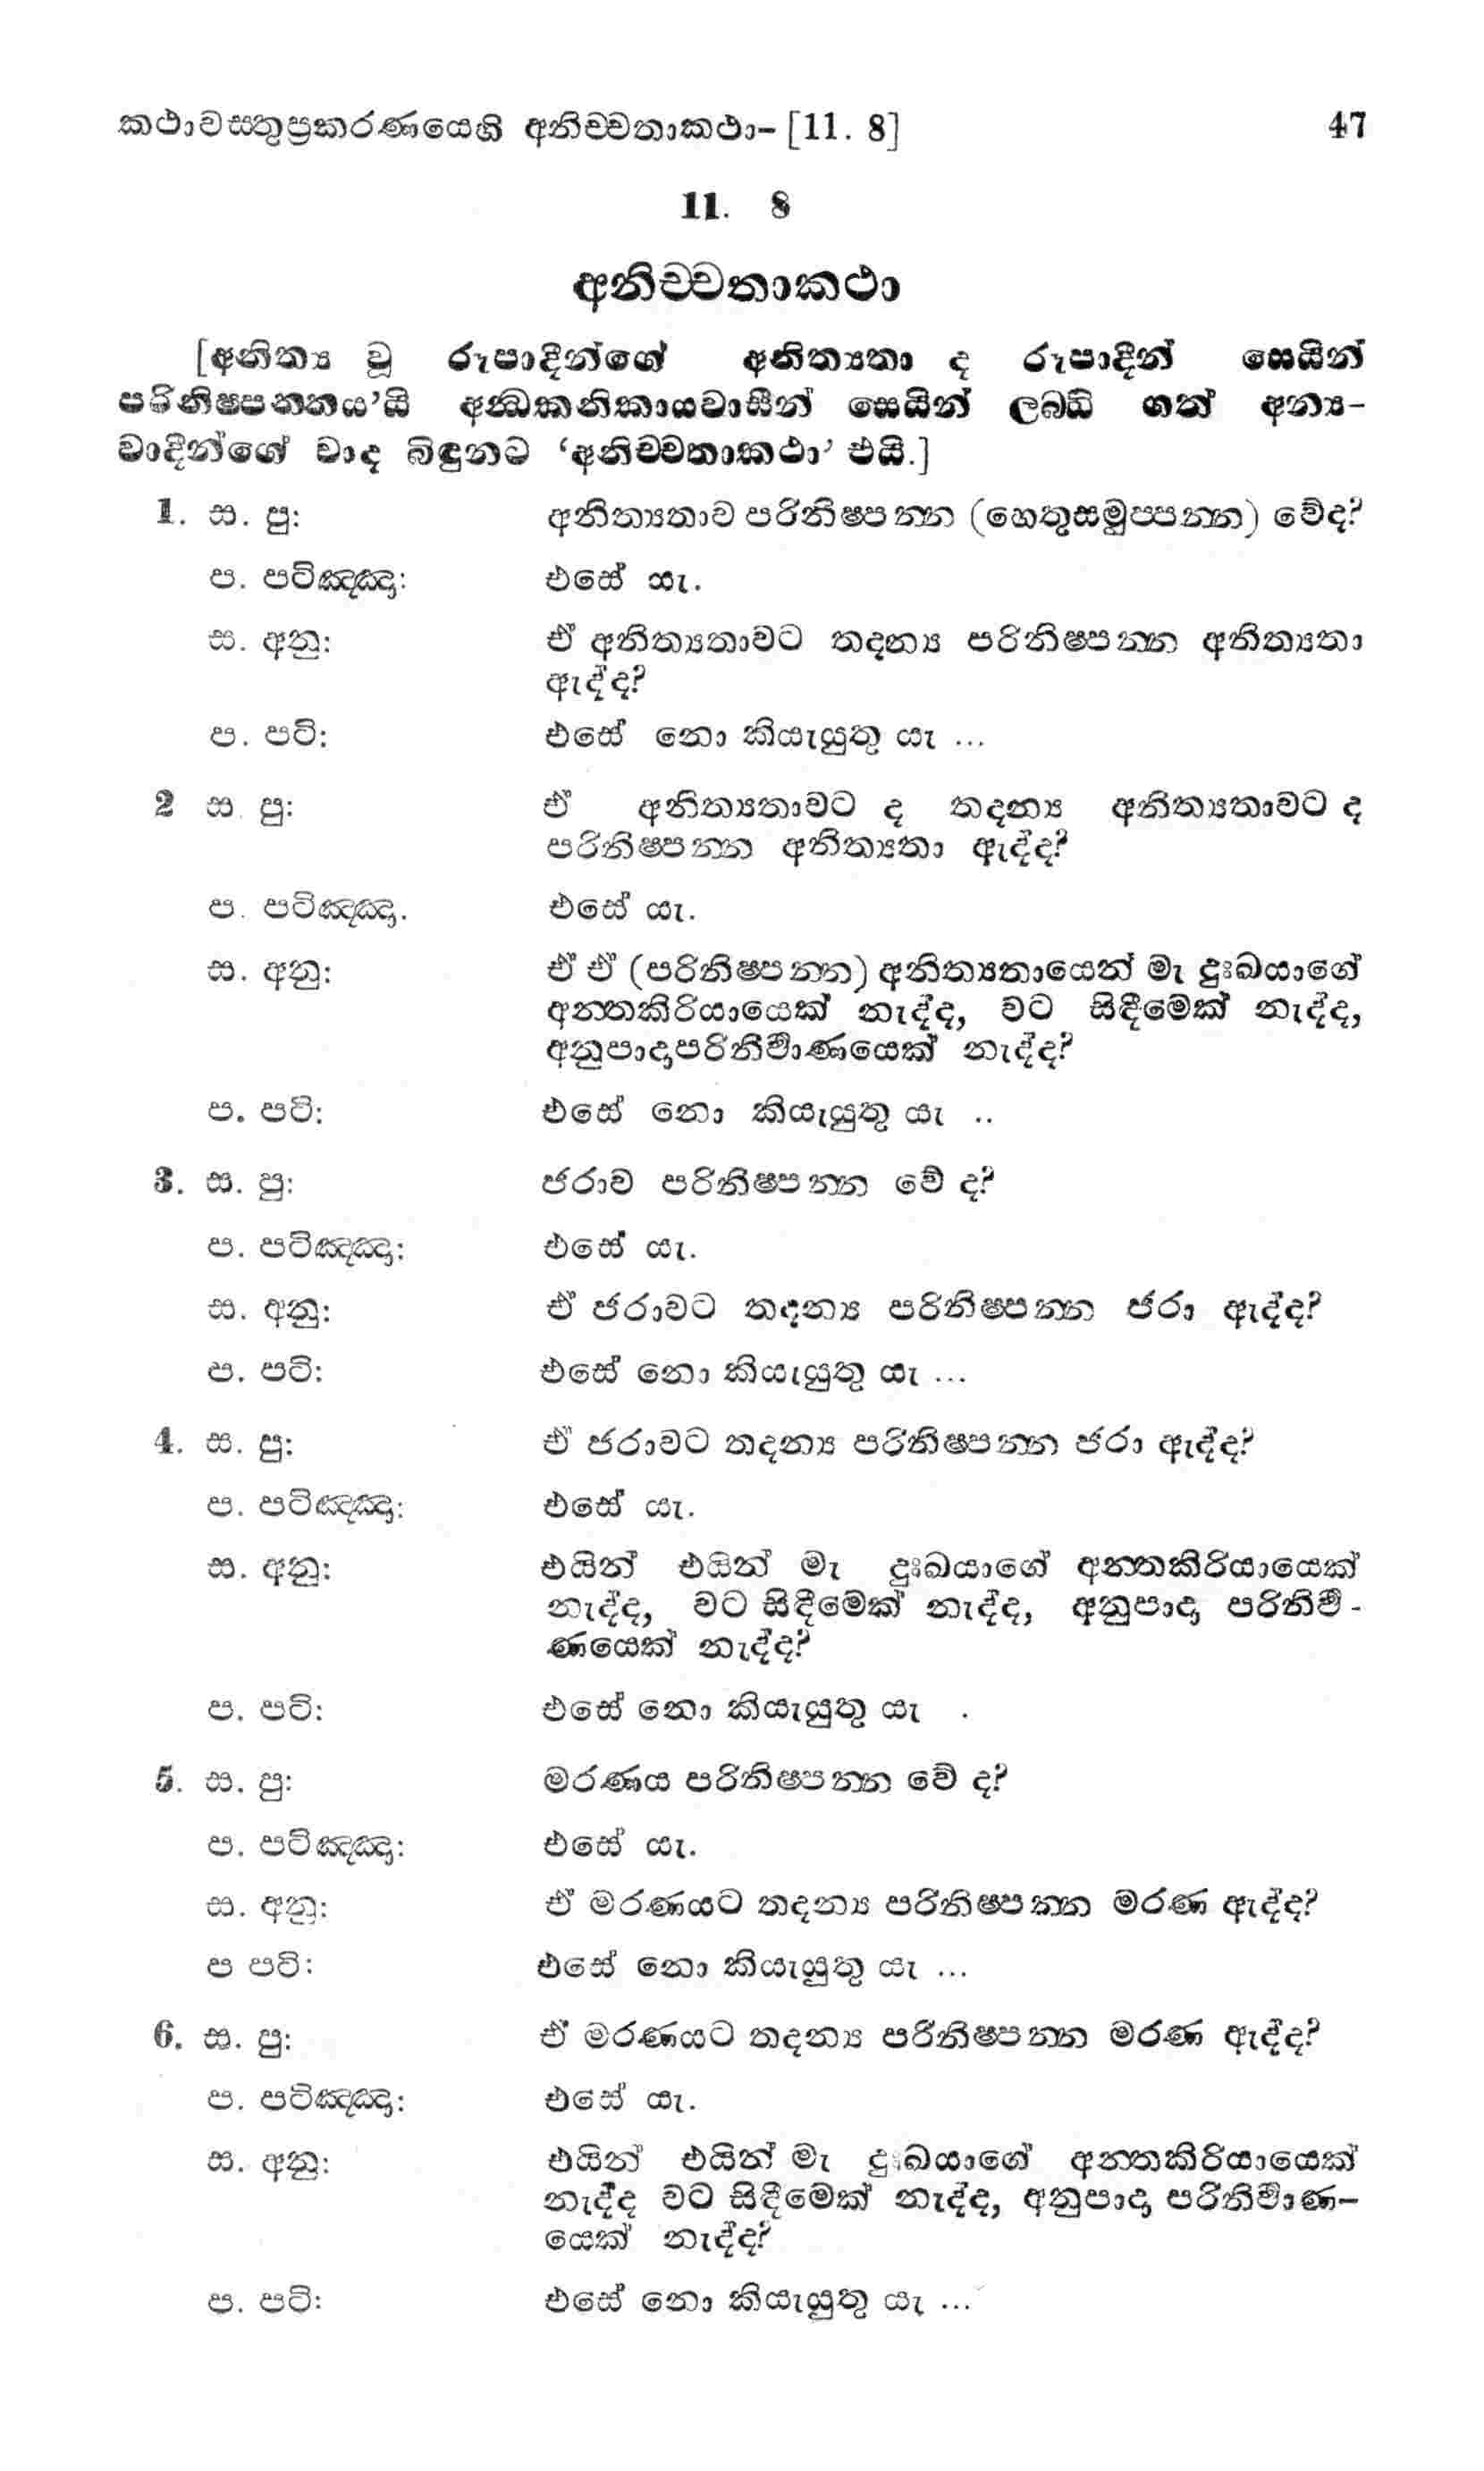 කථාවස්තුප්‍රකරණයෙහි අනිච්චතාකථා- [11. 8] 47
11. 8
අනිච්චතාකථා
[අනිත්‍ය වූ රූපාදීන්ගේ අනිත්‍යතා ද රූපාදීන් සෙයින්
පරිනිෂ්පන්නය’යි අන්ධකනිකායවාසීන් සෙයින් ලබ්ධි ගත් අන්‍ය-
වාදීන්ගේ වාද බිඳුනට ‘අනිච්චතාකථා’ එයි.]
1. ස. පු: අනිත්‍යතාව පරිනිෂ්පන්න (හෙතුසමුප්පන්න) වේද?
ප. පටිඤ්ඤා: එසේ යැ.
ස. අනු: ඒ අනිත්‍යතාවට තදන්‍ය පරිනිෂ්පන්න අනිත්‍යතා
ඇද්ද?
ප. පටි: එසේ නො කියැයුතු යැ ...
2 ස. පු: ඒ අනිත්‍යතාවට ද තදන්‍ය අනිත්‍යතාවට ද
පරිනිෂ්පන්න අනිත්‍යතා ඇද්ද?
ප. පටිඤ්ඤා. එසේ යැ.
ස. අනු: ඒ ඒ (පරිනිෂ්පන්න) අනිත්‍යතායෙන් මැ දුඃඛයාගේ
අන්තකිරියායෙක් නැද්ද, වට සිඳීමෙක් නැද්ද,
අනුපාදාපරිනිර්වාණයෙක් නැද්ද?
ප. පටි: එසේ නො කියැයුතු යැ ..
3. ස. පු: ජරාව පරිනිෂ්පන්න වේ ද?
ප. පටිඤ්ඤා: එසේ යැ.
ස. අනු: ඒ ජරාවට තදන්‍ය පරිනිෂ්පන්න ජරා ඇද්ද?
ප. පටි: එසේ නො කියැයුතු යැ ...
4. ස. පු: ඒ ජරාවට තදන්‍ය පරිනිෂ්පන්න ජරා ඇද්ද?
ප. පටිඤ්ඤා: එසේ යැ.
ස. අනු: එයින් එයින් මැ දුඃඛයාගේ අන්තකිරියායෙක්
නැද්ද, වට සිඳීමෙක් නැද්ද, අනුපාදා පරිනිර්ව-
ණයෙක් නැද්ද?
ප. පටි: එසේ නො කියැයුතු යැ .
5. ස. පු: මරණය පරිනිෂ්පන්න වේ ද?
ප. පටිඤ්ඤා: එසේ යැ.
ස. අනු: ඒ මරණයට තදන්‍ය පරිනිෂ්පන්න මරණ ඇද්ද?
ප පටි: එසේ නො කියැයුතු යැ ...
6. ස. පු: ඒ මරණයට තදන්‍ය පරිනිෂ්පන්න මරණ ඇද්ද?
ප. පටිඤ්ඤා: එසේ යැ.
ස. අනු: එයින් එයින් මැ දුඃඛයාගේ අන්තකිරියායෙක්
නැද්ද වට සිඳීමෙක් නැද්ද, අනුපාදා පරිනිර්වාණ-
යෙක් නැද්ද?
ප. පටි: එසේ නො කියැයුතු යැ ...